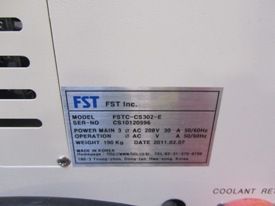 FST FST Inc.
MODEL FSTC-CS302-E
SER-NO CS10120996
POWER MAIN 3 ø AC 208V 30 A 50/60Hz
OPERATION ø AC V A 50/60Hz
WEIGHT 190 Kg DATE 2011.02.07
MADE IN KOREA
COOLANT RE